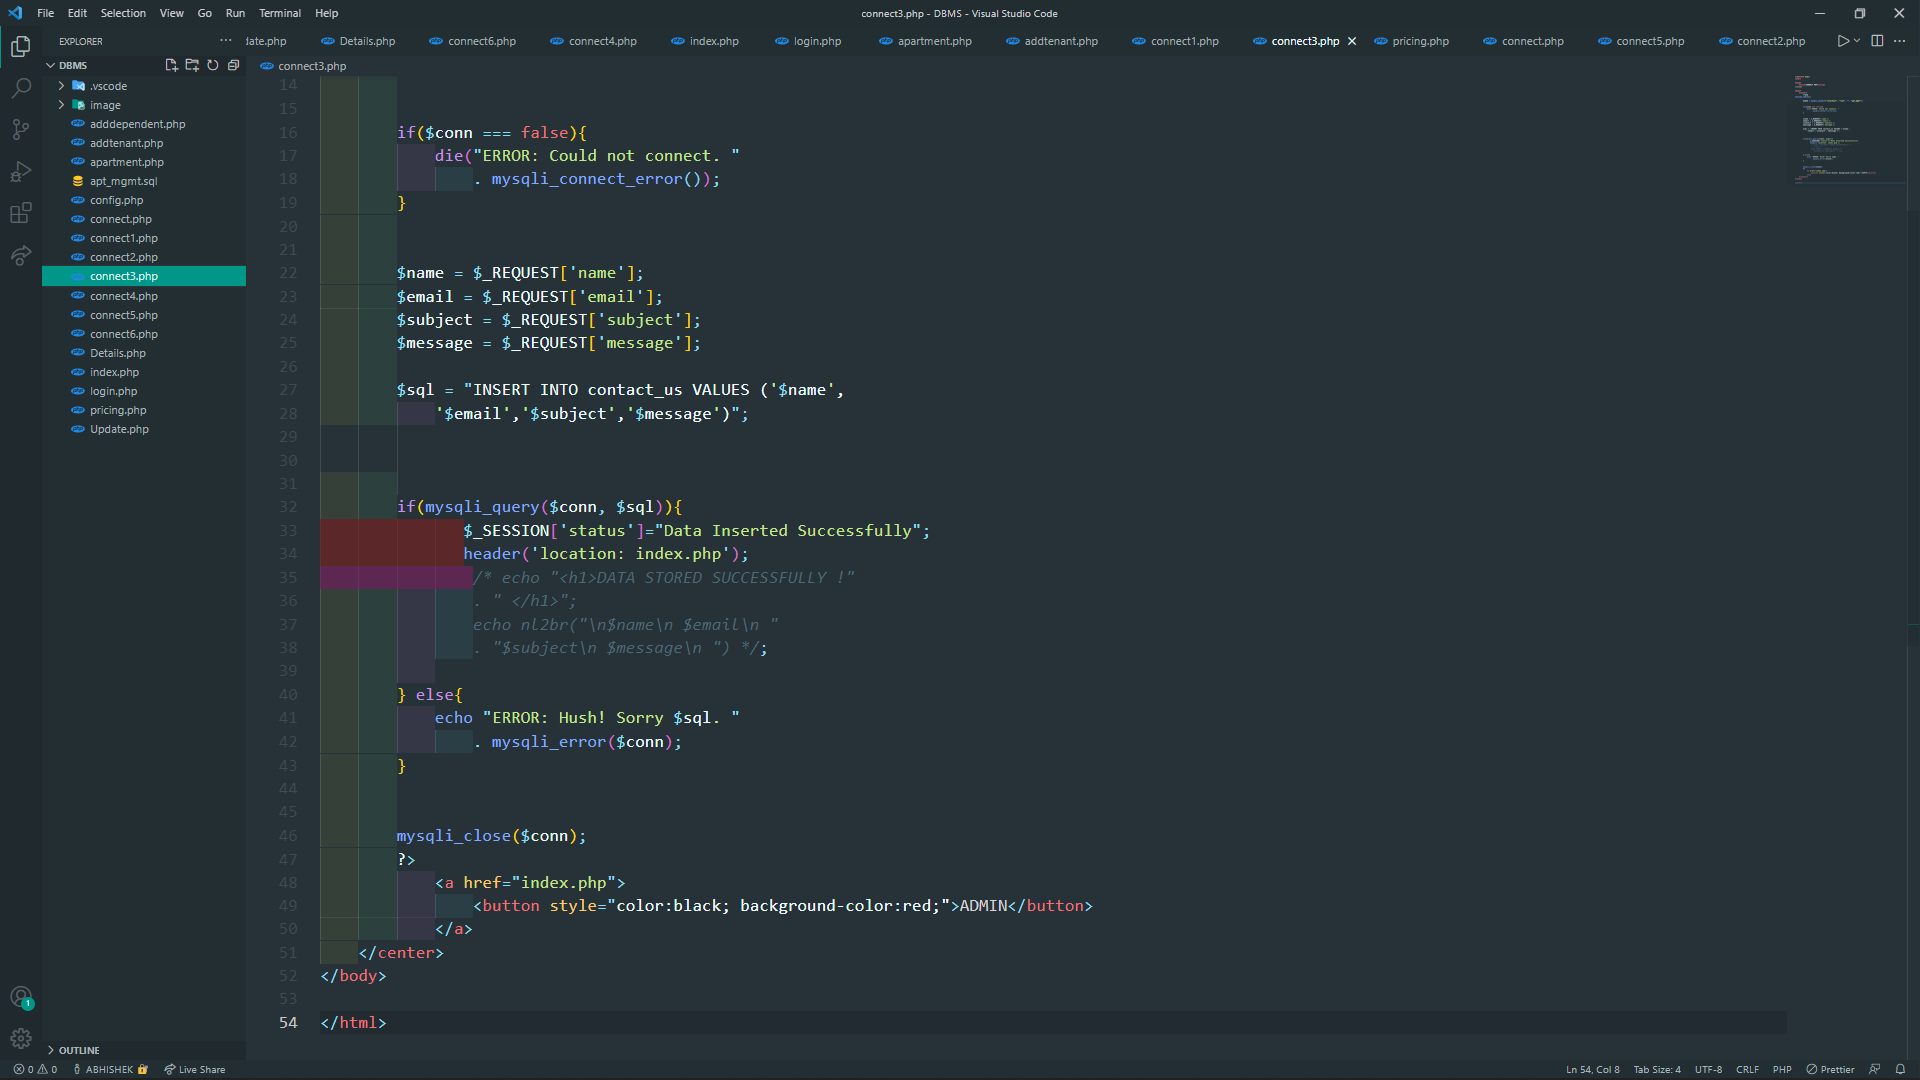 File Edit Selection View Go Run Terminal Help
connect3.php - DBMS - Visual Studio Code
EXPLORER
date.php Details.php connect6.php connect4.php index.php login.php apartment.php addtenant.php connect1.php connect3.php pricing.php connect.php connect5.php connect2.php
DBMS
connect3.php
.vscode
image
adddependent.php
addtenant.php
apartment.php
apt_mgmt.sql
config.php
connect.php
connect1.php
connect2.php
connect3.php
connect4.php
connect5.php
connect6.php
Details.php
index.php
login.php
pricing.php
Update.php
14
15
16 if($conn === false){
17 die("ERROR: Could not connect. "
18 . mysqli_connect_error());
19 }
20
21
22 $name = $_REQUEST['name'];
23 $email = $_REQUEST['email'];
24 $subject = $_REQUEST['subject'];
25 $message = $_REQUEST['message'];
26
27 $sql = "INSERT INTO contact_us VALUES ('$name',
28 '$email','$subject','$message')";
29
30
31
32 if(mysqli_query($conn, $sql)){
33 $_SESSION['status']="Data Inserted Successfully";
34 header('location: index.php');
35 /* echo "<h1>DATA STORED SUCCESSFULLY !"
36 . " </h1>";
37 echo nl2br("\n$name\n $email\n "
38 . "$subject\n $message\n ") */;
39
40 } else{
41 echo "ERROR: Hush! Sorry $sql. "
42 . mysqli_error($conn);
43 }
44
45
46 mysqli_close($conn);
47 ?>
48 <a href="index.php">
49 <button style="color:black; background-color:red;">ADMIN</button>
50 </a>
51 </center>
52 </body>
53
54 </html>
1
OUTLINE
0 0 ABHISHEK Live Share
Ln 54, Col 8 Tab Size: 4 UTF-8 CRLF PHP Prettier